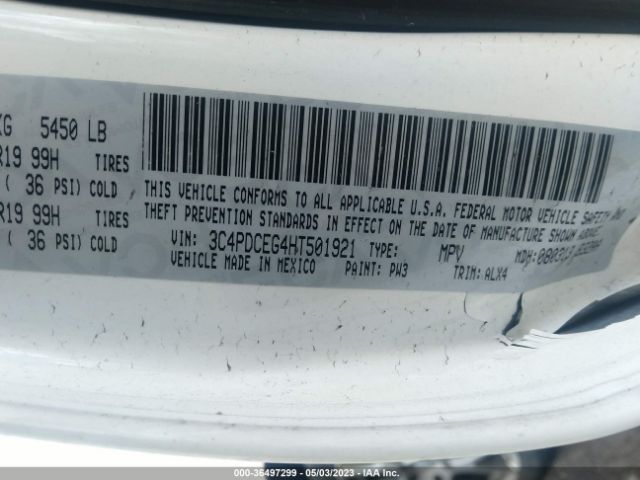 KG 5450 LB
R19 99H TIRES
( 36 PSI) COLD
R19 99H TIRES
( 36 PSI) COLD
THIS VEHICLE CONFORMS TO ALL APPLICABLE U.S.A. FEDERAL MOTOR VEHICLE SAFETY AND
THEFT PREVENTION STANDARDS IN EFFECT ON THE DATE OF MANUFACTURE SHOWN ABOVE.
VIN: 3C4PDCEG4HT501921 TYPE: MPV MDH:
VEHICLE MADE IN MEXICO PAINT: PW3 TRIM: ALX4
000-36497299 - 05/03/2023 - IAA Inc.